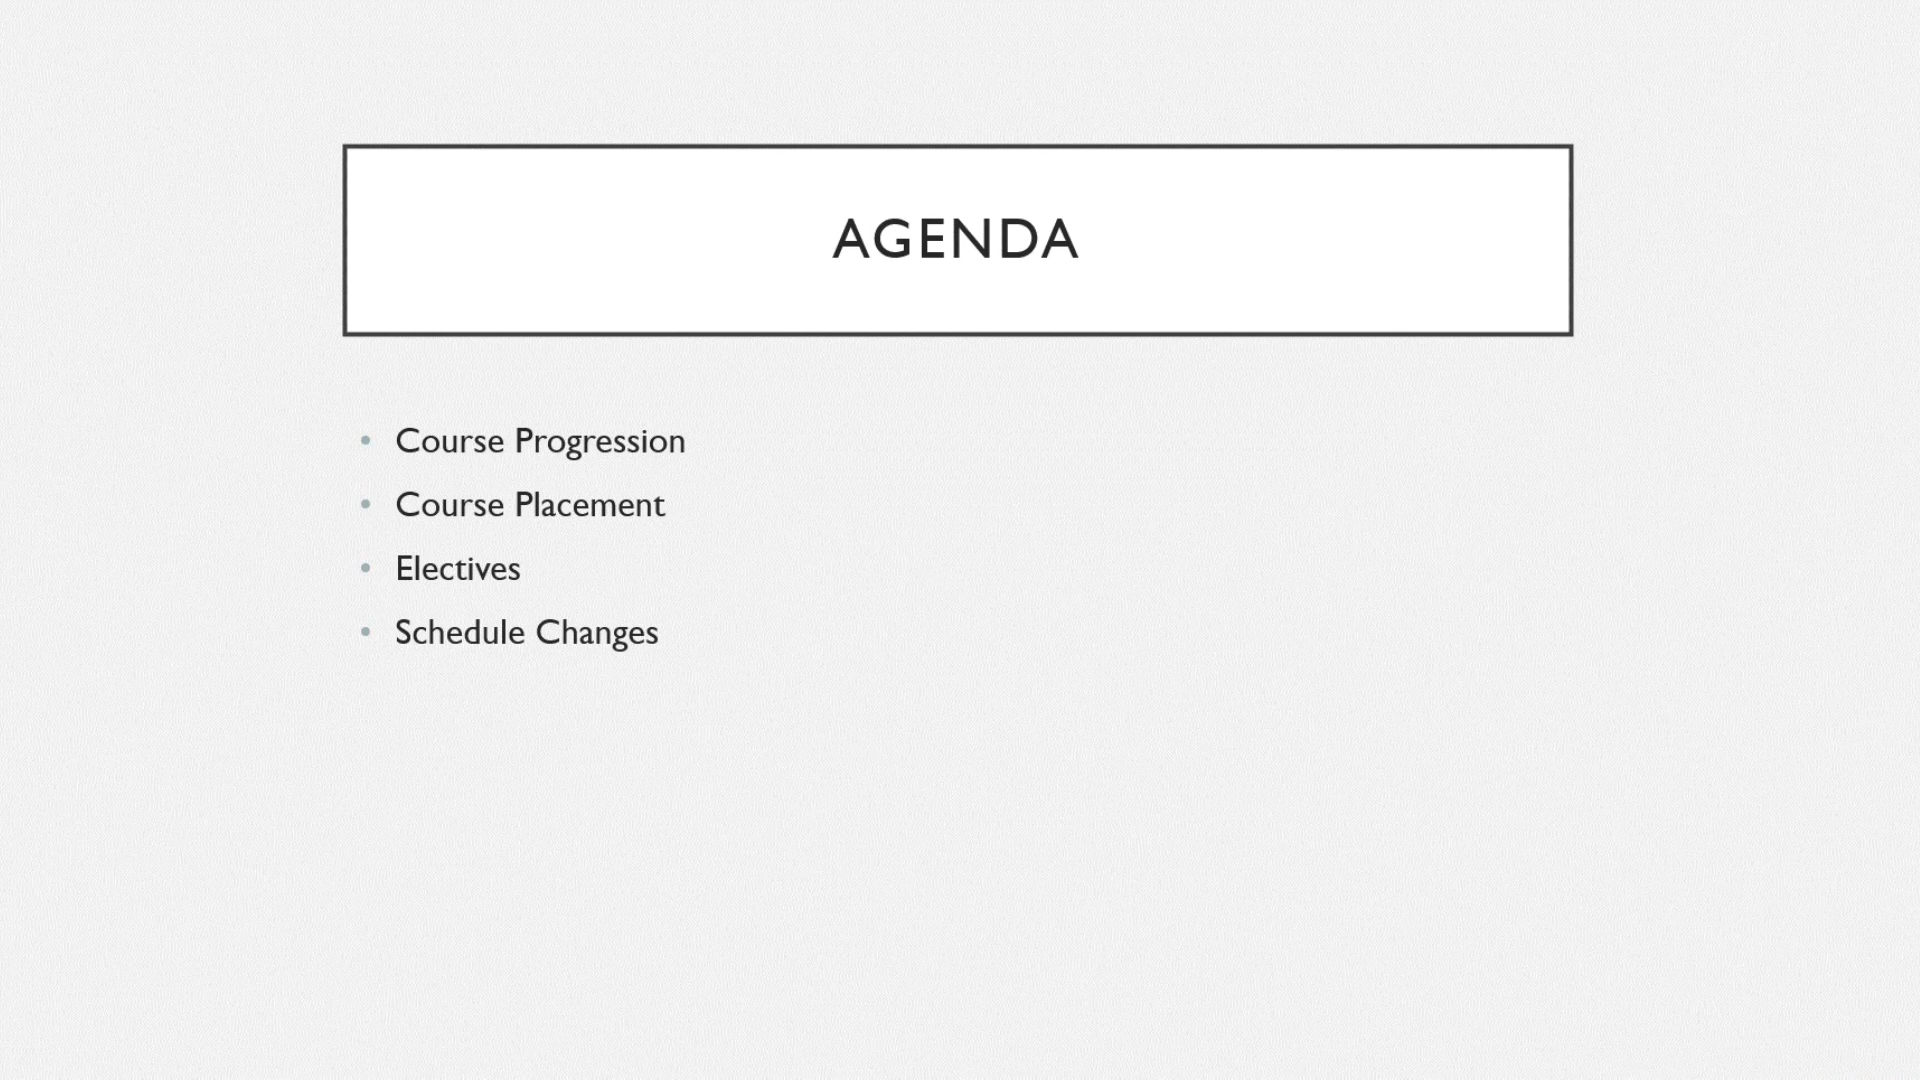 AGENDA
• Course Progression
• Course Placement
• Electives
• Schedule Changes